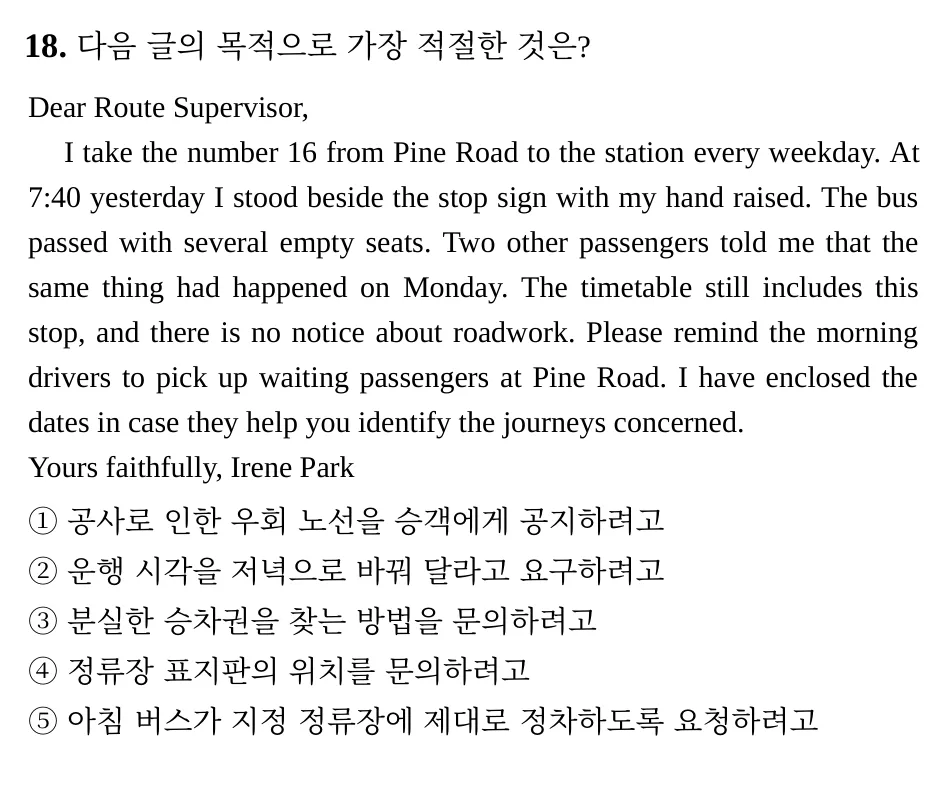 18. 다음 글의 목적으로 가장 적절한 것은?
Dear Route Supervisor,
I take the number 16 from Pine Road to the station every weekday. At
7:40 yesterday I stood beside the stop sign with my hand raised. The bus
passed with several empty seats. Two other passengers told me that the
same thing had happened on Monday. The timetable still includes this
stop, and there is no notice about roadwork. Please remind the morning
drivers to pick up waiting passengers at Pine Road. I have enclosed the
dates in case they help you identify the journeys concerned.
Yours faithfully, Irene Park
① 공사로 인한 우회 노선을 승객에게 공지하려고
② 운행 시각을 저녁으로 바꿔 달라고 요구하려고
③ 분실한 승차권을 찾는 방법을 문의하려고
④ 정류장 표지판의 위치를 문의하려고
⑤ 아침 버스가 지정 정류장에 제대로 정차하도록 요청하려고